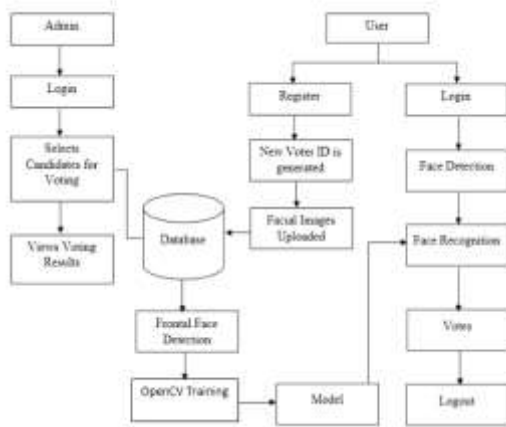 Admin
User
Login
Register
Login
Selects
Candidates for
Voting
New Voter ID is
generated
Face Detection
Views Voting
Results
Database
Facial Images
Uploaded
Face Recognition
Frontal Face
Detection
Votes
OpenCV Training
Model
Logout